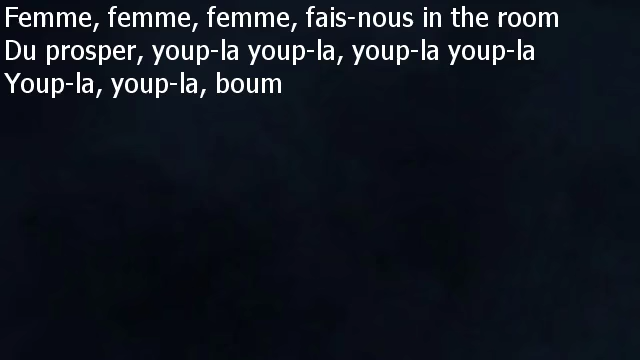 Femme, femme, femme, fais-nous in the room
Du prosper, youp-la youp-la, youp-la youp-la
Youp-la, youp-la, boum